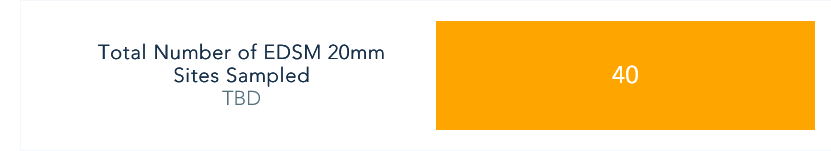 Total Number of EDSM 20mm
Sites Sampled
TBD
40